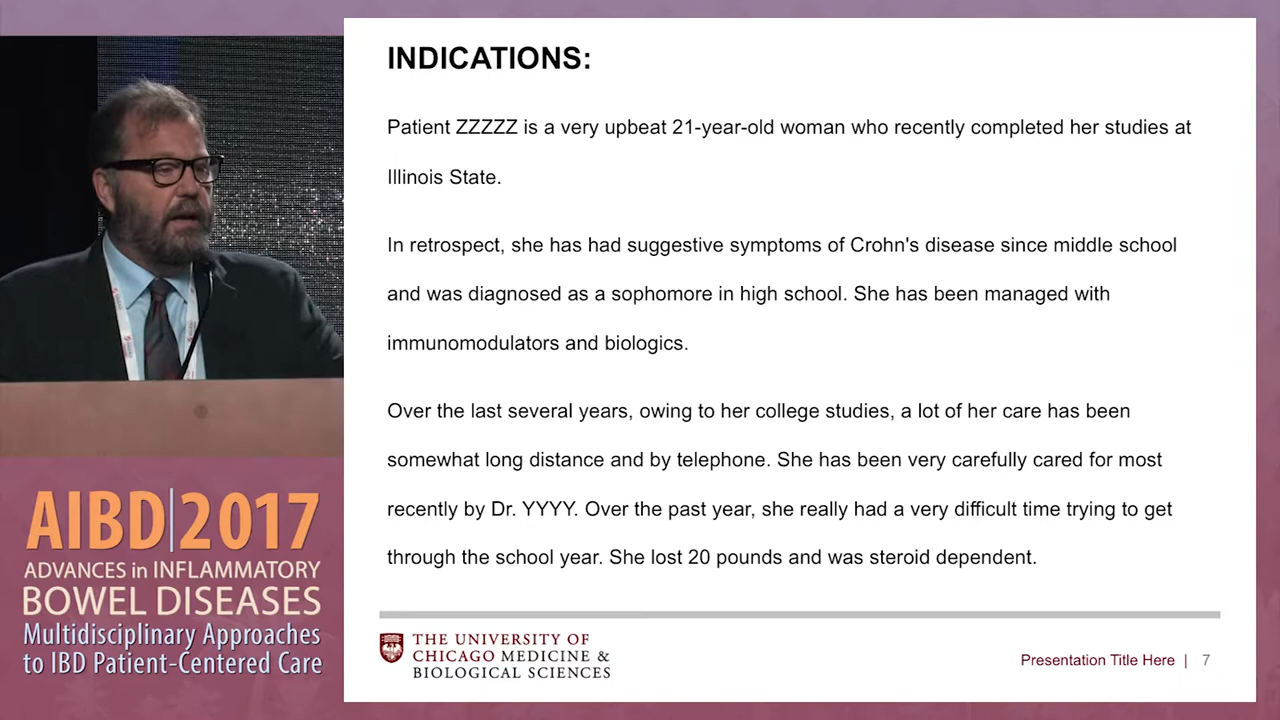 INDICATIONS:
Patient ZZZZZ is a very upbeat 21-year-old woman who recently completed her studies at
Illinois State.
In retrospect, she has had suggestive symptoms of Crohn's disease since middle school
and was diagnosed as a sophomore in high school. She has been managed with
immunomodulators and biologics.
Over the last several years, owing to her college studies, a lot of her care has been
somewhat long distance and by telephone. She has been very carefully cared for most
recently by Dr. YYYY. Over the past year, she really had a very difficult time trying to get
through the school year. She lost 20 pounds and was steroid dependent.
THE UNIVERSITY OF
CHICAGO MEDICINE &
BIOLOGICAL SCIENCES
Presentation Title Here | 7
AIBD|2017
ADVANCES in INFLAMMATORY
BOWEL DISEASES
Multidisciplinary Approaches
to IBD Patient-Centered Care